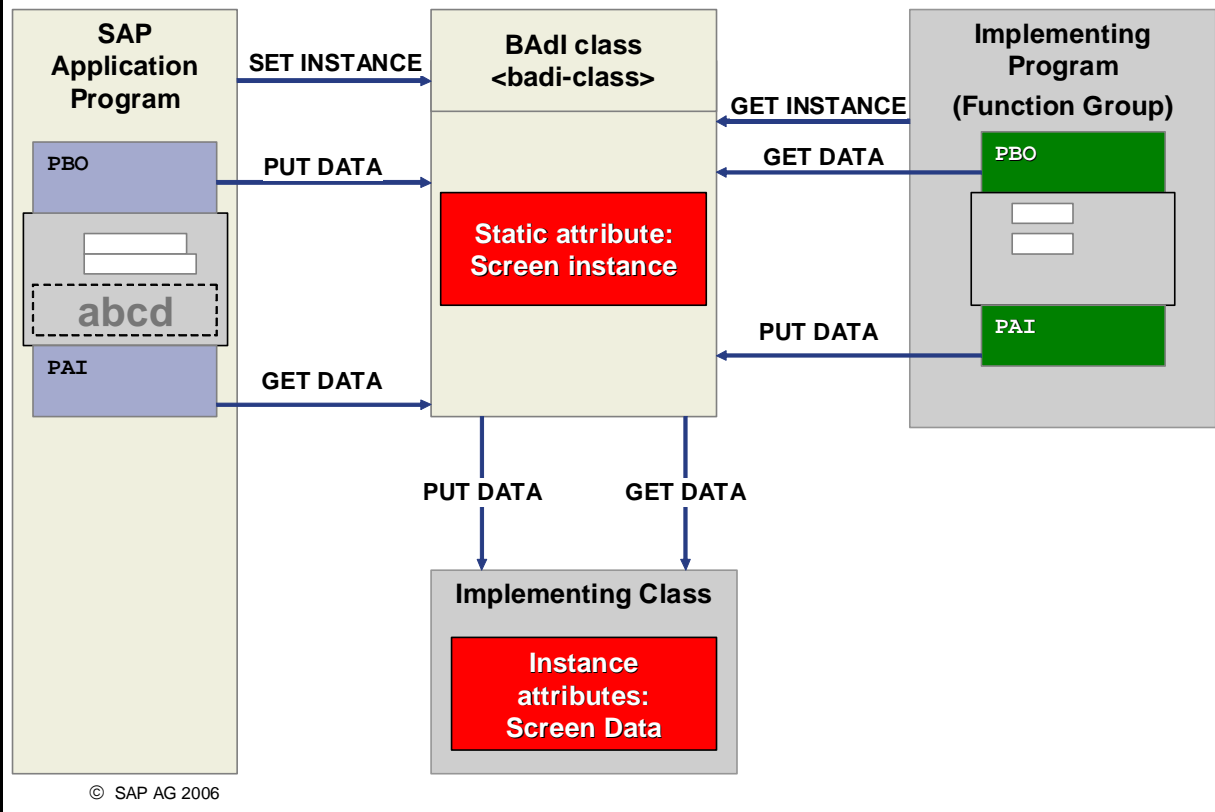 SAP
Application
Program
SET INSTANCE
BAdI class
<badi-class>
Implementing
Program
(Function Group)
GET INSTANCE
PBO
PUT DATA
GET DATA
PBO
Static attribute:
Screen instance
abcd
PAI
GET DATA
PUT DATA
PAI
PUT DATA
GET DATA
Implementing Class
Instance
attributes:
Screen Data
© SAP AG 2006